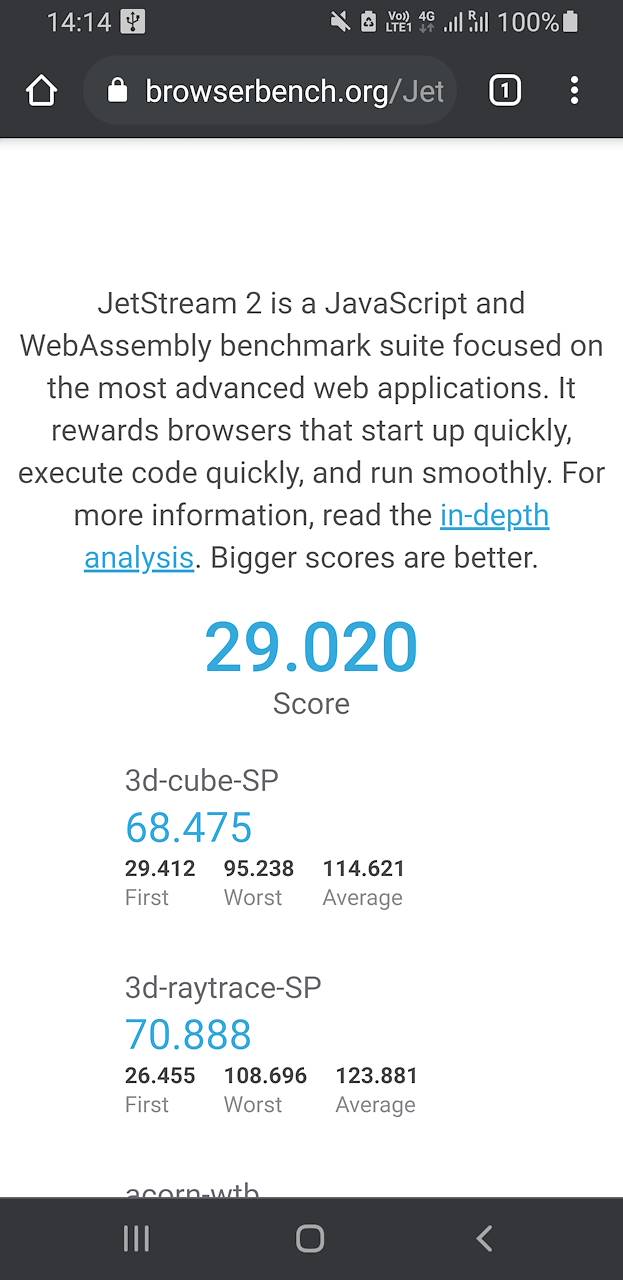 14:14 Vo) LTE1 4G R 100%
browserbench.org/Jet 1
JetStream 2 is a JavaScript and
WebAssembly benchmark suite focused on
the most advanced web applications. It
rewards browsers that start up quickly,
execute code quickly, and run smoothly. For
more information, read the in-depth
analysis. Bigger scores are better.
29.020
Score
3d-cube-SP
68.475
29.412 95.238 114.621
First Worst Average
3d-raytrace-SP
70.888
26.455 108.696 123.881
First Worst Average
acorn-wtb